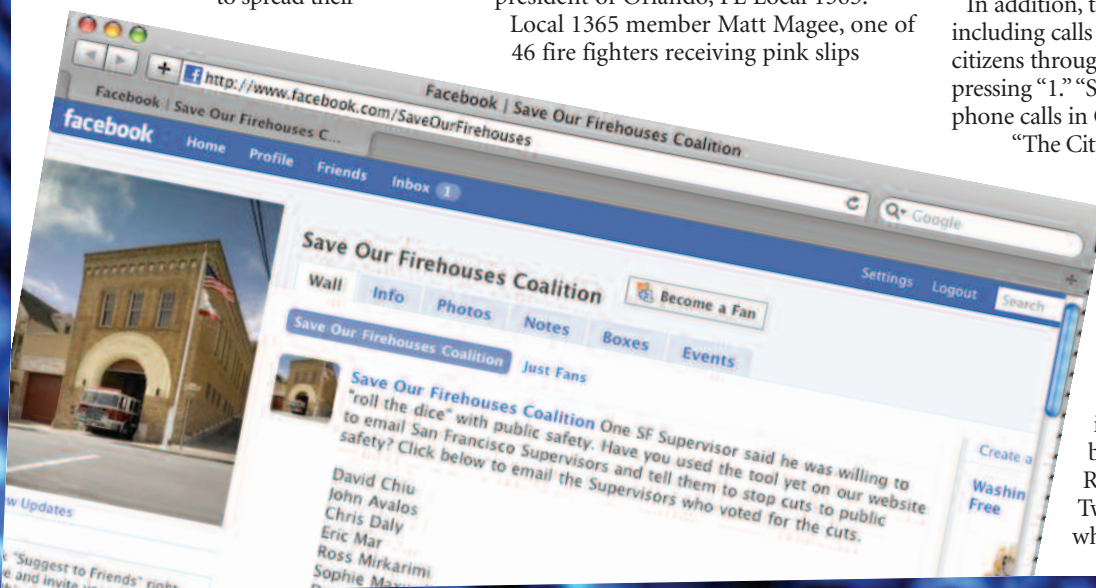 to spread their
president of Orlando, FL Local 1365.
Local 1365 member Matt Magee, one of
46 fire fighters receiving pink slips
In addition, t
including calls
citizens throug
pressing “1.” “S
phone calls in
“The Cit
Facebook | Save Our Firehouses Coalition
http://www.facebook.com/SaveOurFirehouses
Google
Facebook | Save Our Firehouses C...
facebook
Home Profile Friends Inbox 1
Settings Logout Search
Save Our Firehouses Coalition
Become a Fan
Wall Info Photos Notes Boxes Events
Save Our Firehouses Coalition Just Fans
Save Our Firehouses Coalition One SF Supervisor said he was willing to
"roll the dice" with public safety. Have you used the tool yet on our website
to email San Francisco Supervisors and tell them to stop cuts to public
safety? Click below to email the Supervisors who voted for the cuts.
David Chiu
John Avalos
Chris Daly
Eric Mar
Ross Mirkarimi
Sophie
Create a
Washin
Free
w Updates
"Suggest to Friends" right
and invite
b
R
Tw
wh